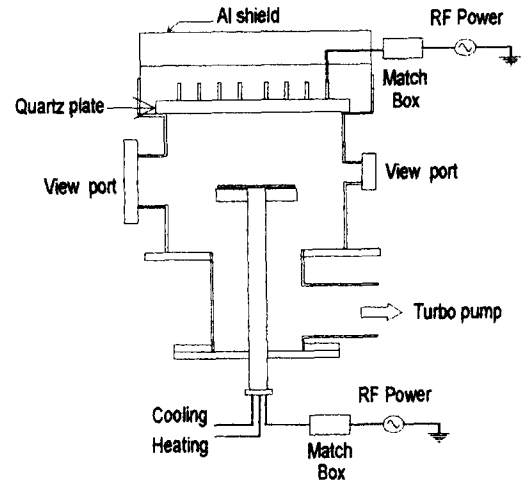 Al shield
RF Power
Match
Box
Quartz plate
View port
View port
Turbo pump
RF Power
Cooling
Heating
Match
Box